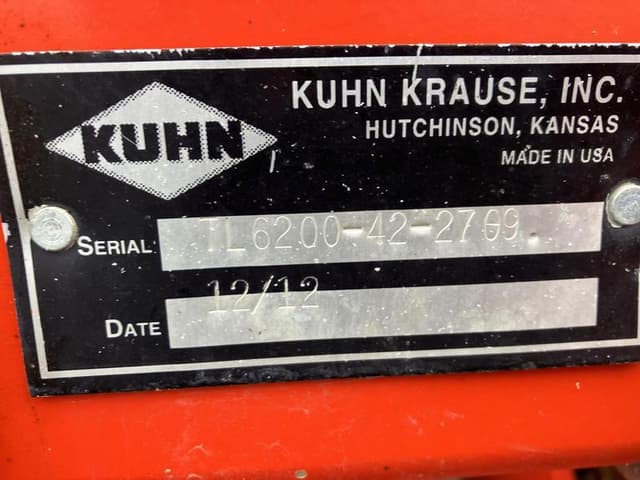 KUHN
KUHN KRAUSE, INC.
HUTCHINSON, KANSAS
MADE IN USA
SERIAL TL6200-42-2709
DATE 12/12